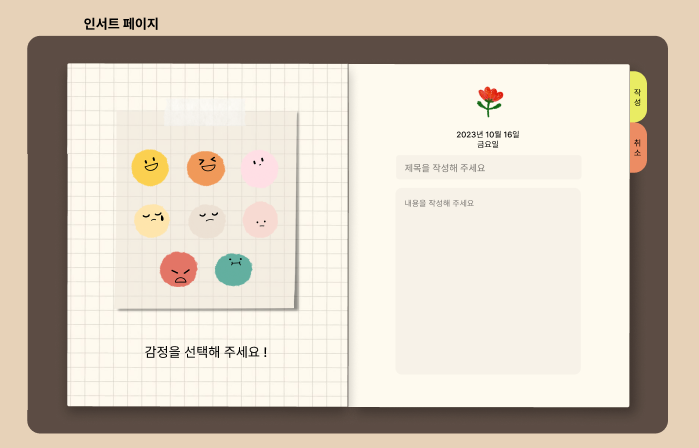 인서트 페이지
감정을 선택해 주세요 !
2023년 10월 16일
금요일
제목을 작성해 주세요
내용을 작성해 주세요
작
성
취
소